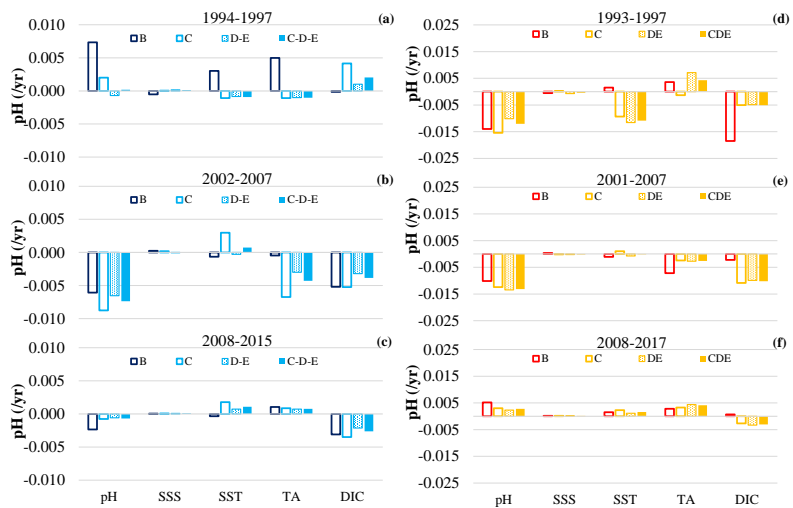 1994-1997 (a)
B C D-E C-D-E
pH (/yr)
0.010
0.005
0.000
-0.005
-0.010
2002-2007 (b)
B C D-E C-D-E
pH (/yr)
0.010
0.005
0.000
-0.005
-0.010
2008-2015 (c)
B C D-E C-D-E
pH (/yr)
0.010
0.005
0.000
-0.005
-0.010
pH SSS SST TA DIC
1993-1997 (d)
B C DE CDE
pH (/yr)
0.025
0.015
0.005
-0.005
-0.015
-0.025
2001-2007 (e)
B C DE CDE
pH (/yr)
0.025
0.015
0.005
-0.005
-0.015
-0.025
2008-2017 (f)
B C DE CDE
pH (/yr)
0.025
0.015
0.005
-0.005
-0.015
-0.025
pH SSS SST TA DIC